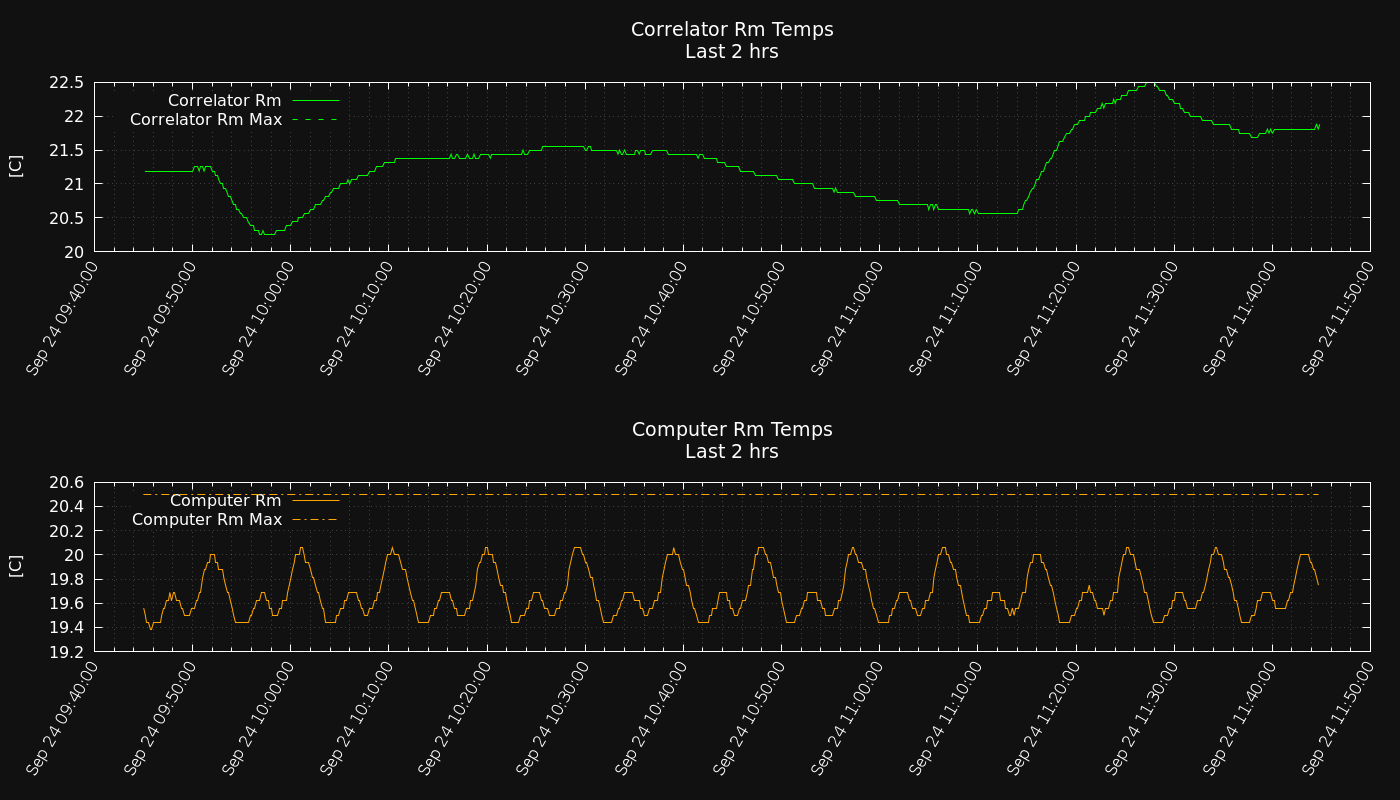 Correlator Rm Temps
Last 2 hrs
22.5
22
21.5
21
20.5
20
[C]
Correlator Rm
Correlator Rm Max
Sep 24 09:40:00
Sep 24 09:50:00
Sep 24 10:00:00
Sep 24 10:10:00
Sep 24 10:20:00
Sep 24 10:30:00
Sep 24 10:40:00
Sep 24 10:50:00
Sep 24 11:00:00
Sep 24 11:10:00
Sep 24 11:20:00
Sep 24 11:30:00
Sep 24 11:40:00
Sep 24 11:50:00
Computer Rm Temps
Last 2 hrs
20.6
20.4
20.2
20
19.8
19.6
19.4
19.2
[C]
Computer Rm
Computer Rm Max
Sep 24 09:40:00
Sep 24 09:50:00
Sep 24 10:00:00
Sep 24 10:10:00
Sep 24 10:20:00
Sep 24 10:30:00
Sep 24 10:40:00
Sep 24 10:50:00
Sep 24 11:00:00
Sep 24 11:10:00
Sep 24 11:20:00
Sep 24 11:30:00
Sep 24 11:40:00
Sep 24 11:50:00